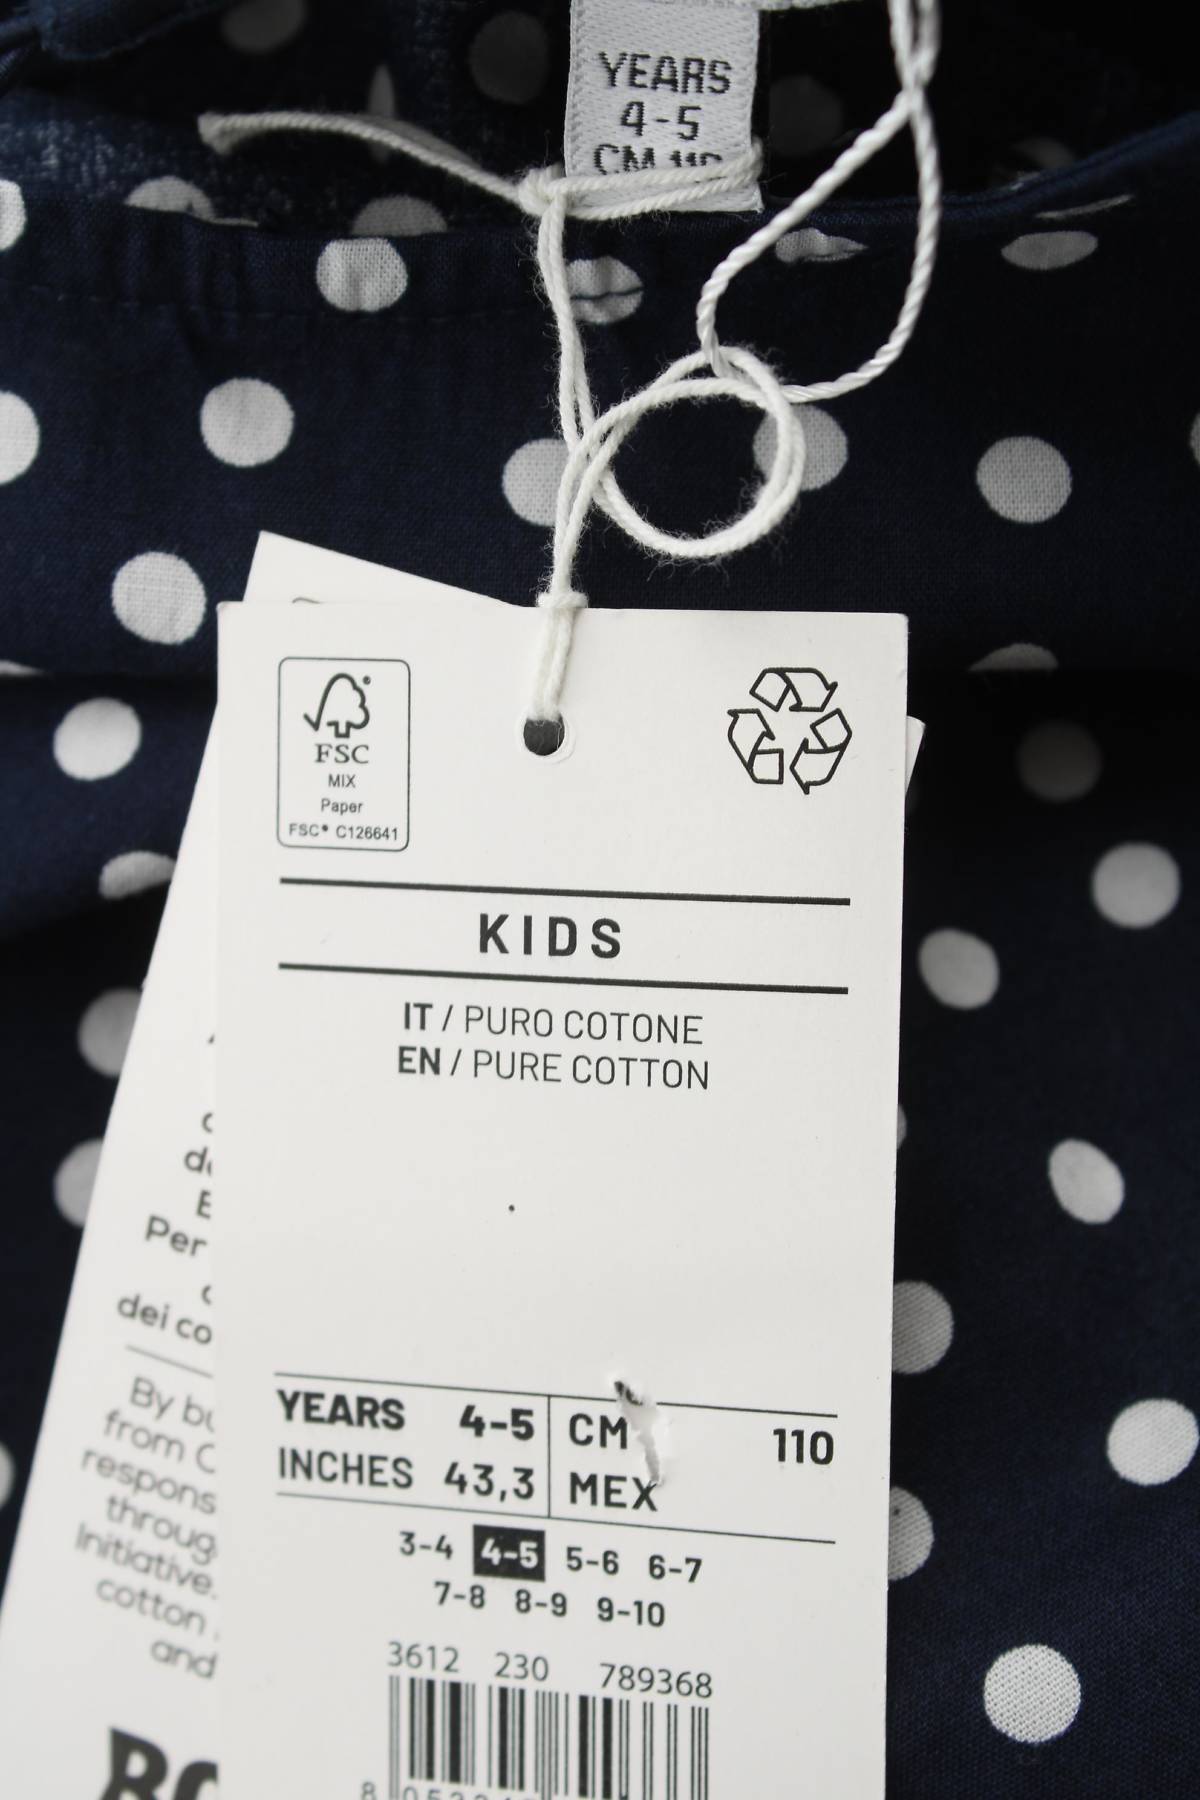 YEARS
4-5
CM 110
FSC
MIX
Paper
FSC® C126641
KIDS
IT / PURO COTONE
EN / PURE COTTON
YEARS 4-5 CM 110
INCHES 43,3 MEX
3-4 4-5 5-6 6-7
7-8 8-9 9-10
3612 230 789368
Per
dei co
By bu
from C
respons
throug
Initiative.
cotton
and